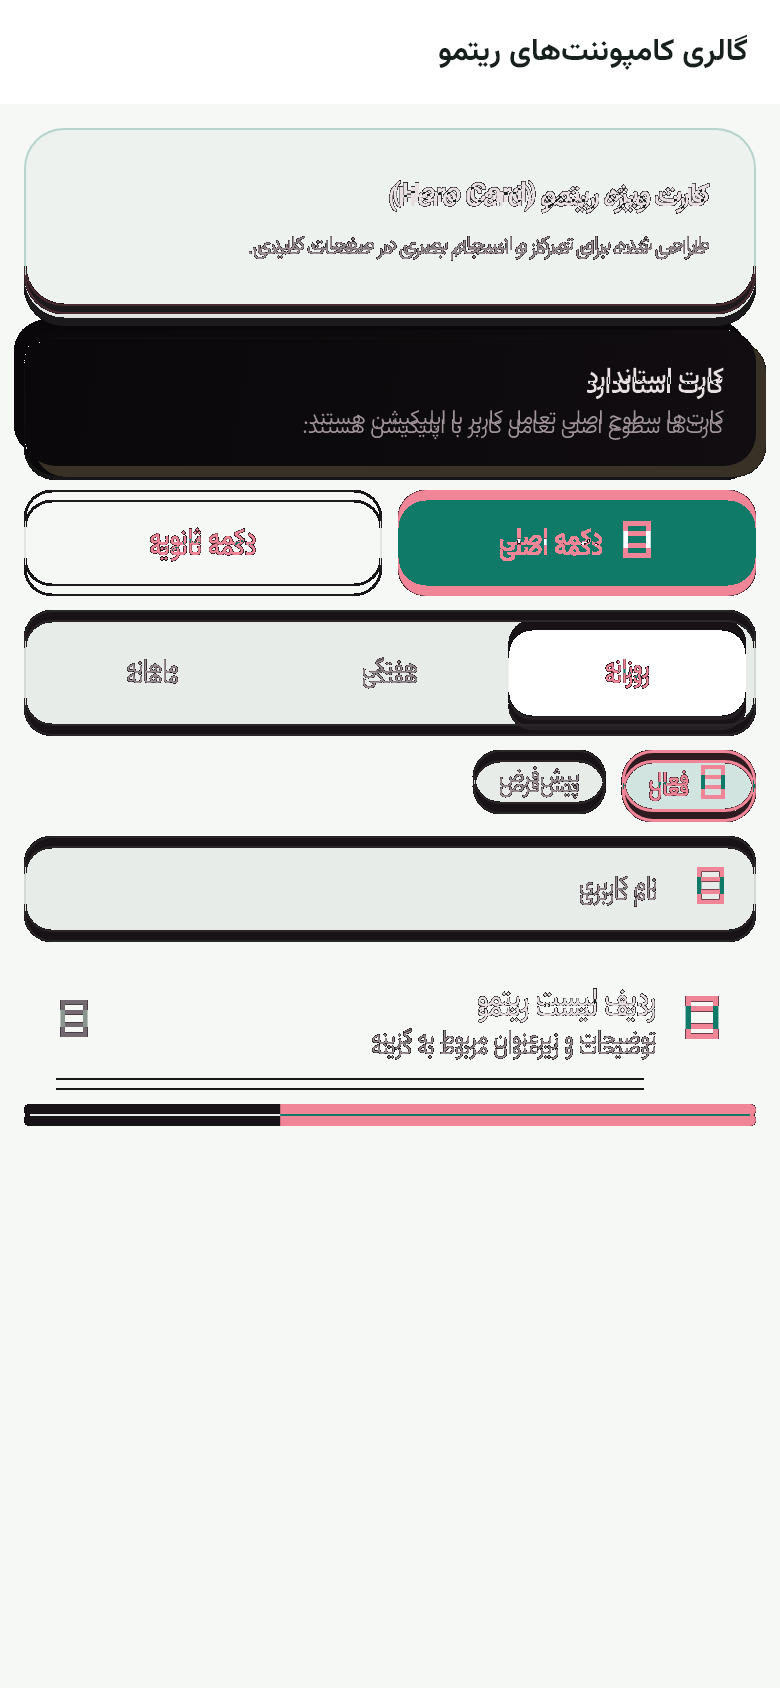 گالری کامپوننت‌های ریتمو
کارت ویژه ریتمو (Hero Card)
طراحی شده برای تمرکز و انسجام بصری در صفحات کلیدی.
کارت استاندارد
کارت‌ها سطوح اصلی تعامل کاربر با اپلیکیشن هستند.
دکمه اصلی
دکمه ثانویه
روزانه
هفتگی
ماهانه
فعال
پیش‌فرض
نام کاربری
ردیف لیست ریتمو
توضیحات و زیرعنوان مربوط به گزینه